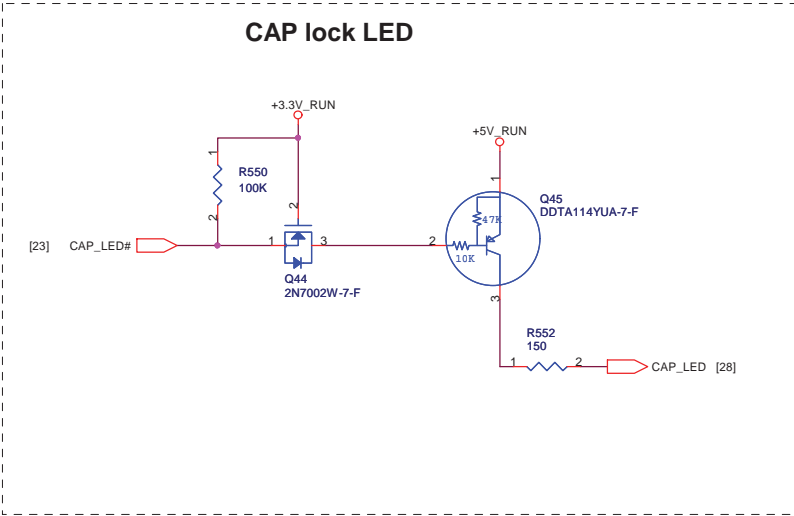 CAP lock LED
+3.3V_RUN
+5V_RUN
1
R550
100K
2
2
1
Q45
DDTA114YUA-7-F
47K
10K
[23] CAP_LED#
1
3
2
Q44
2N7002W-7-F
3
R552
150
1
2
CAP_LED [28]